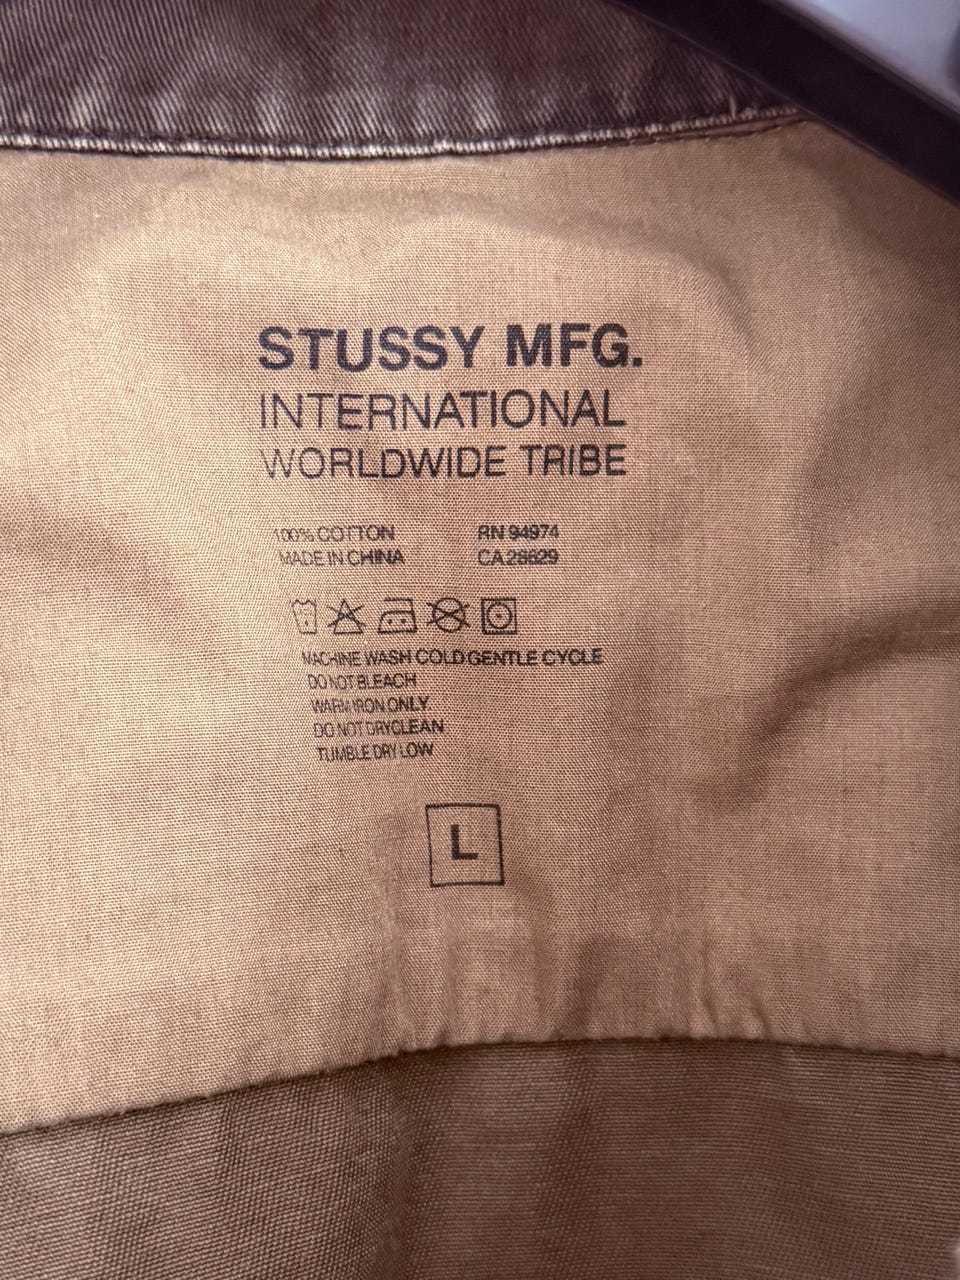 STUSSY MFG.
INTERNATIONAL
WORLDWIDE TRIBE
100% COTTON RN 94974
MADE IN CHINA CA 28629
MACHINE WASH COLD GENTLE CYCLE
DO NOT BLEACH
WARM IRON ONLY
DO NOT DRYCLEAN
TUMBLE DRY LOW
L